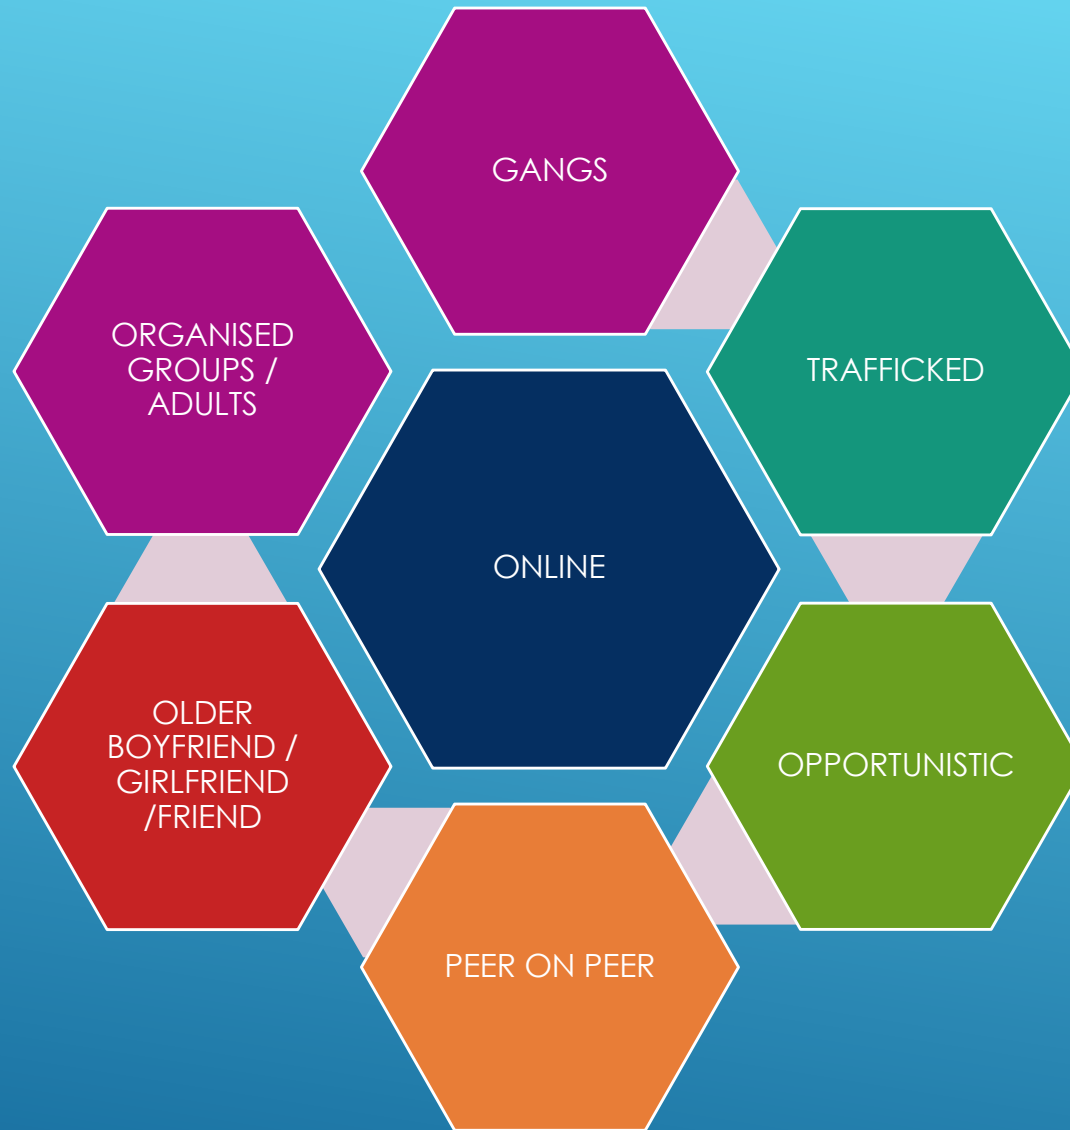 GANGS
TRAFFICKED
OPPORTUNISTIC
PEER ON PEER
OLDER
BOYFRIEND /
GIRLFRIEND
/FRIEND
ORGANISED
GROUPS /
ADULTS
ONLINE